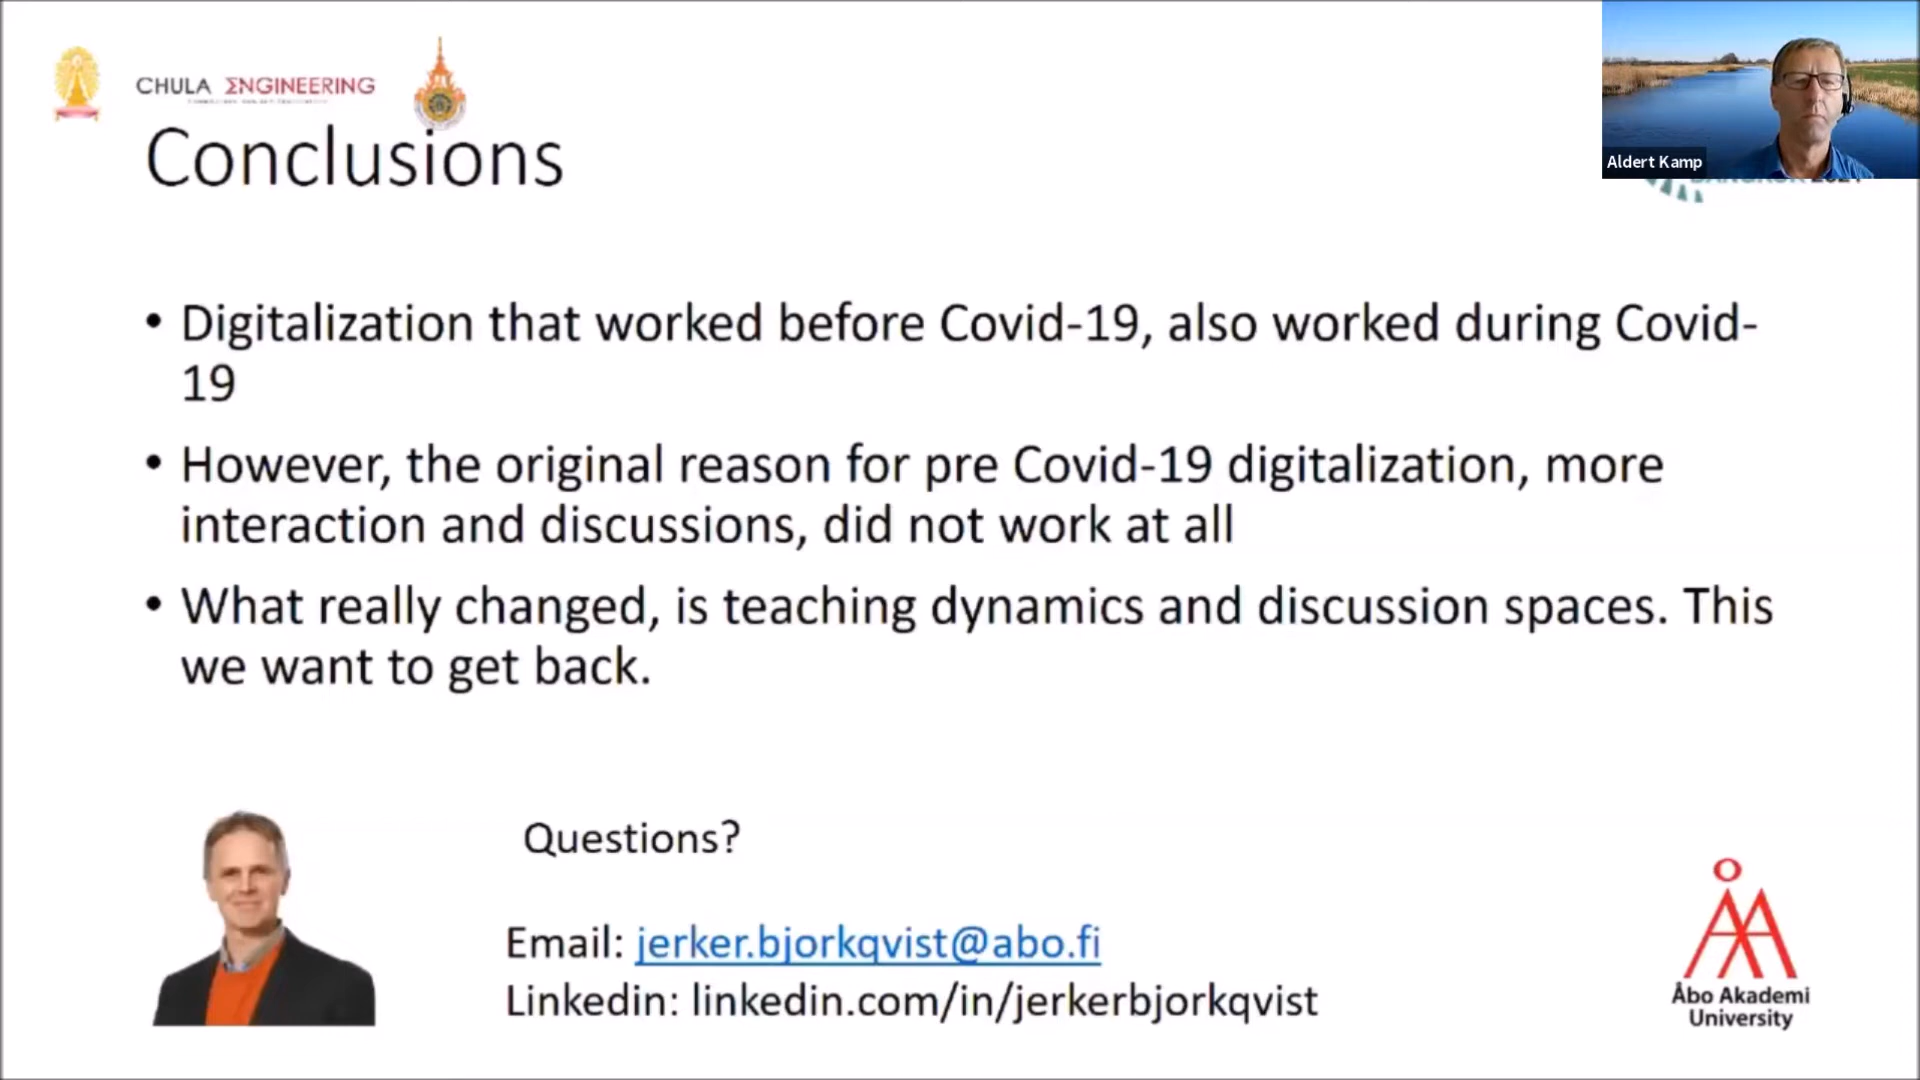 CHULA ΣNGINEERING
Aldert Kamp
Conclusions
• Digitalization that worked before Covid-19, also worked during Covid-
19
• However, the original reason for pre Covid-19 digitalization, more
interaction and discussions, did not work at all
• What really changed, is teaching dynamics and discussion spaces. This
we want to get back.
Questions?
Email: jerker.bjorkqvist@abo.fi
Linkedin: linkedin.com/in/jerkerbjorkqvist
Åbo Akademi
University